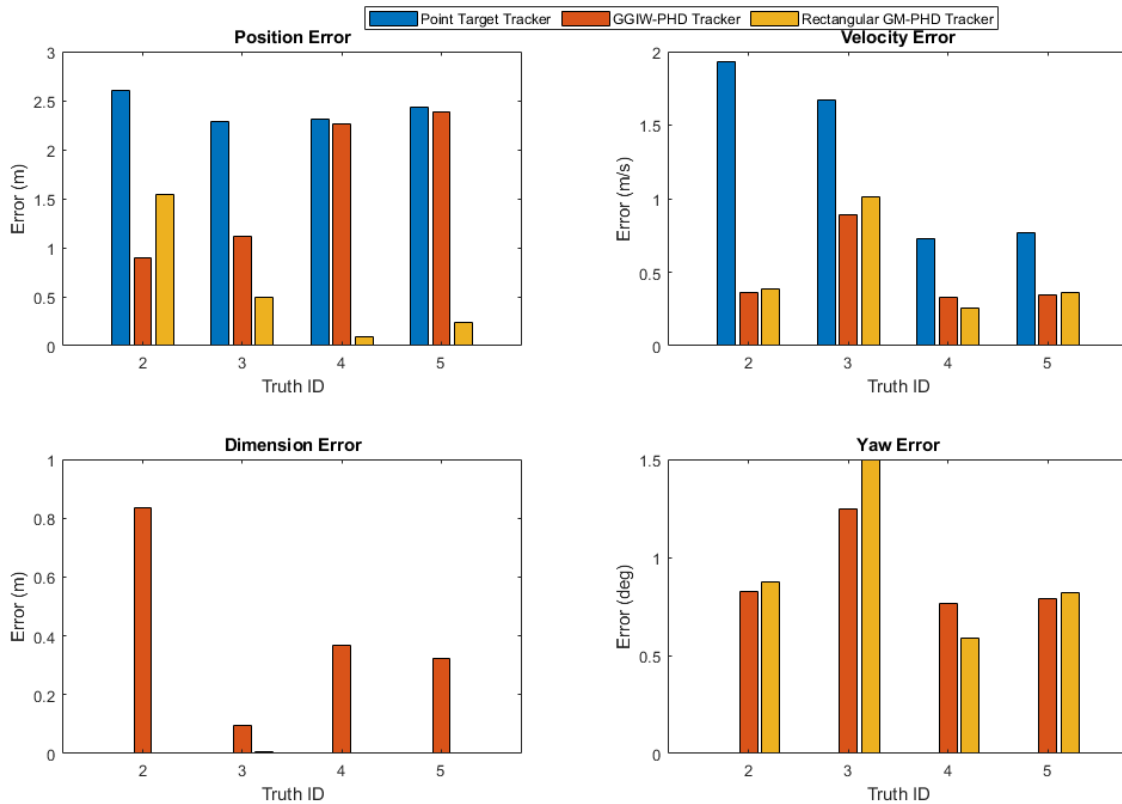 Point Target Tracker GGIW-PHD Tracker Rectangular GM-PHD Tracker
Position Error
3
2.5
2
1.5
1
0.5
0
Error (m)
2 3 4 5
Truth ID
Velocity Error
2
1.5
1
0.5
0
Error (m/s)
2 3 4 5
Truth ID
Dimension Error
1
0.8
0.6
0.4
0.2
0
Error (m)
2 3 4 5
Truth ID
Yaw Error
1.5
1
0.5
0
Error (deg)
2 3 4 5
Truth ID